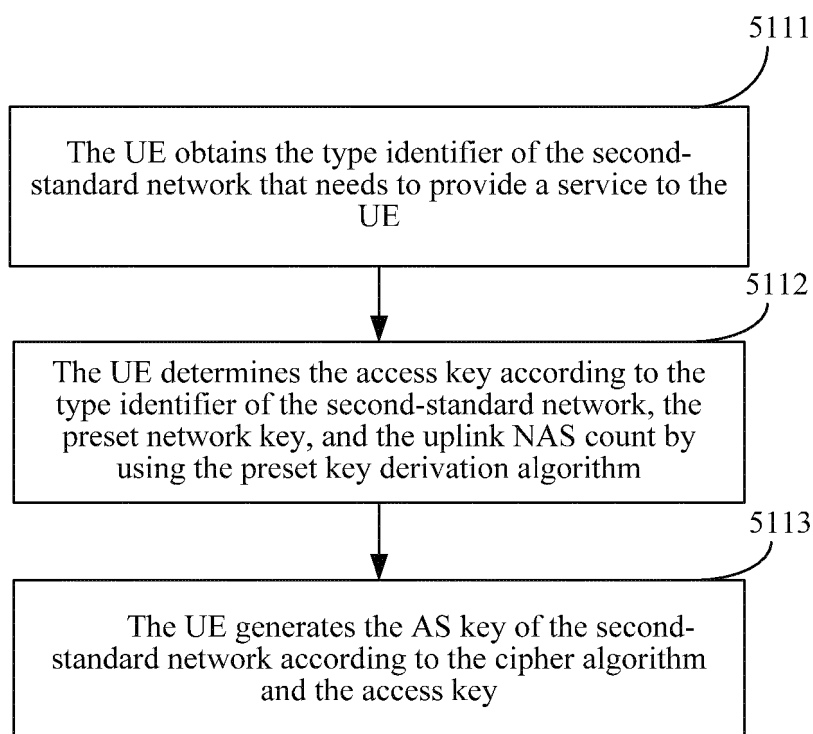 5111
The UE obtains the type identifier of the second-
standard network that needs to provide a service to the
UE
5112
The UE determines the access key according to the
type identifier of the second-standard network, the
preset network key, and the uplink NAS count by
using the preset key derivation algorithm
5113
The UE generates the AS key of the second-
standard network according to the cipher algorithm
and the access key